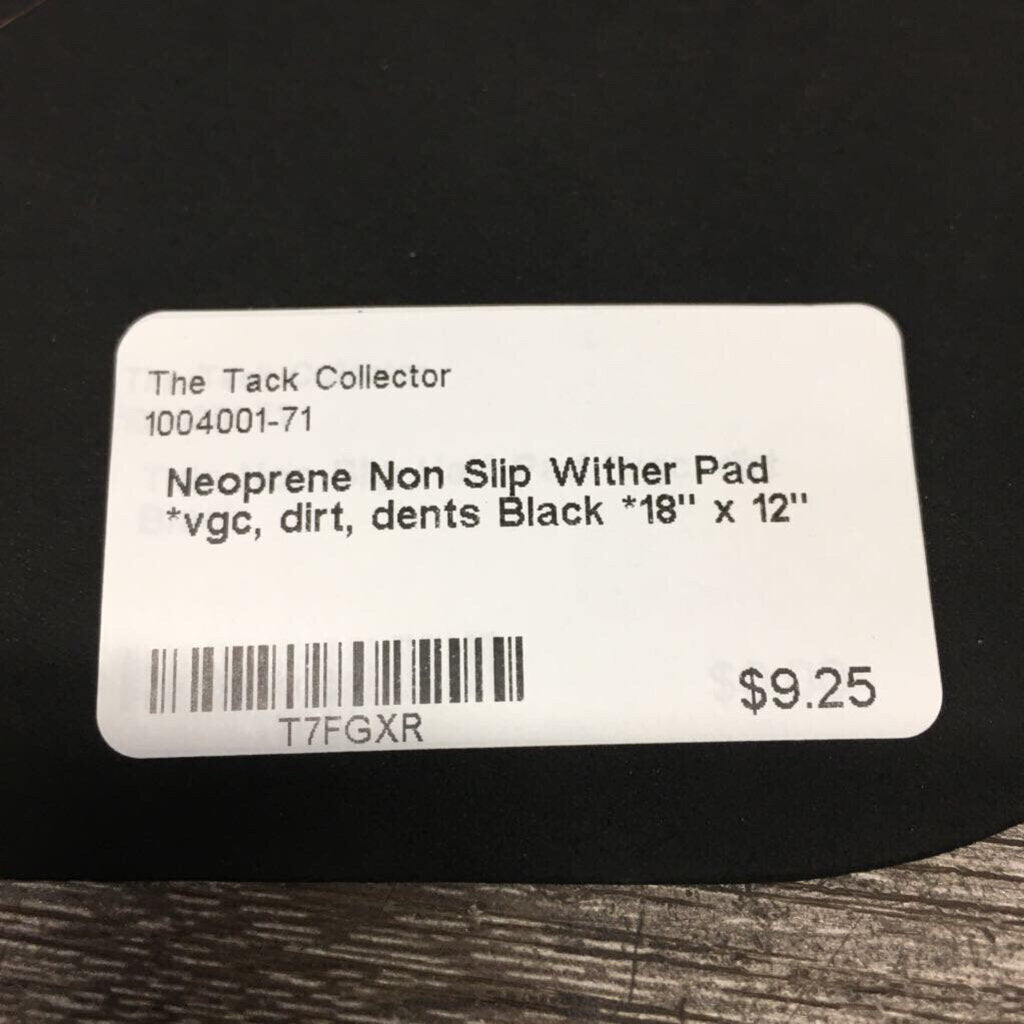 The Tack Collector
1004001-71
Neoprene Non Slip Wither Pad
*vgc, dirt, dents Black *18" x 12"
$9.25
T7FGXR